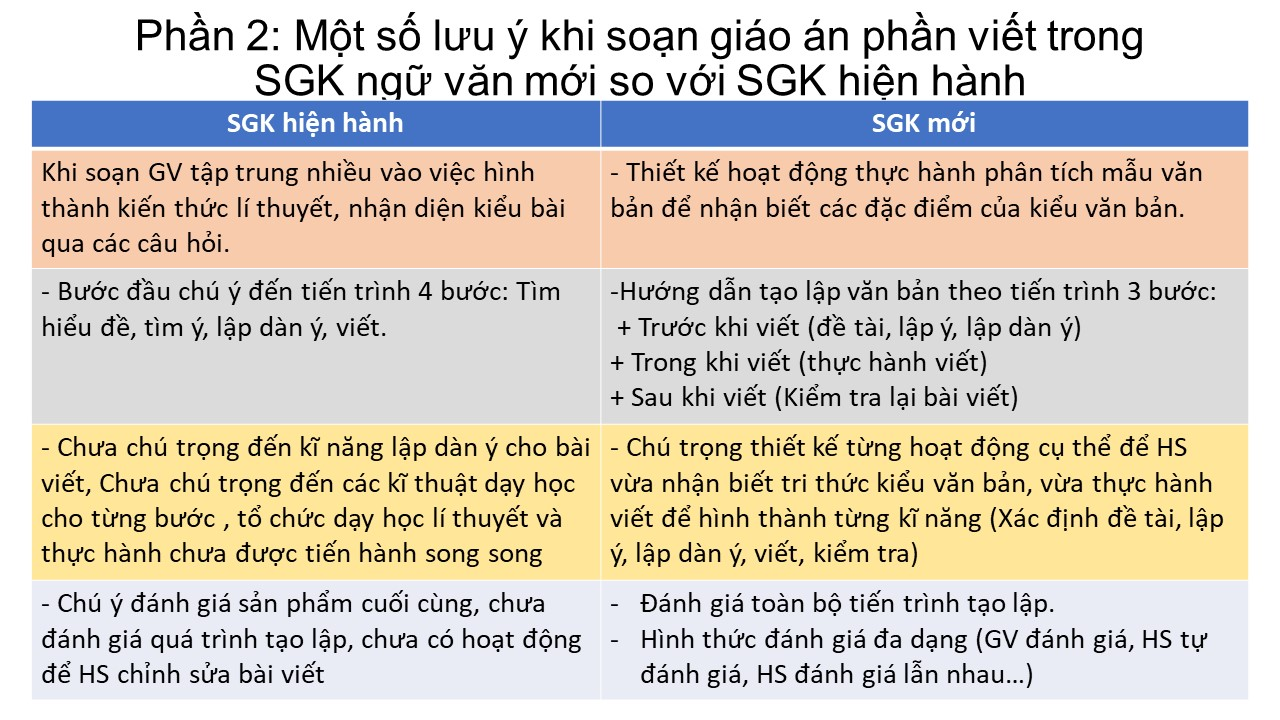 Phần 2: Một số lưu ý khi soạn giáo án phần viết trong
SGK ngữ văn mới so với SGK hiện hành
SGK hiện hành
SGK mới
Khi soạn GV tập trung nhiều vào việc hình
thành kiến thức lí thuyết, nhận diện kiểu bài
qua các câu hỏi.
- Thiết kế hoạt động thực hành phân tích mẫu văn
bản để nhận biết các đặc điểm của kiểu văn bản.
- Bước đầu chú ý đến tiến trình 4 bước: Tìm
hiểu đề, tìm ý, lập dàn ý, viết.
-Hướng dẫn tạo lập văn bản theo tiến trình 3 bước:
+ Trước khi viết (đề tài, lập ý, lập dàn ý)
+ Trong khi viết (thực hành viết)
+ Sau khi viết (Kiểm tra lại bài viết)
- Chưa chú trọng đến kĩ năng lập dàn ý cho bài
viết, Chưa chú trọng đến các kĩ thuật dạy học
cho từng bước , tổ chức dạy học lí thuyết và
thực hành chưa được tiến hành song song
- Chú trọng thiết kế từng hoạt động cụ thể để HS
vừa nhận biết tri thức kiểu văn bản, vừa thực hành
viết để hình thành từng kĩ năng (Xác định đề tài, lập
ý, lập dàn ý, viết, kiểm tra)
- Chú ý đánh giá sản phẩm cuối cùng, chưa
đánh giá quá trình tạo lập, chưa có hoạt động
để HS chỉnh sửa bài viết
- Đánh giá toàn bộ tiến trình tạo lập.
- Hình thức đánh giá đa dạng (GV đánh giá, HS tự
đánh giá, HS đánh giá lẫn nhau…)